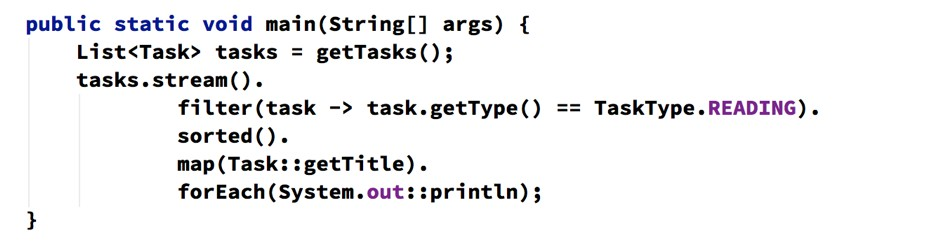 public static void main(String[] args) {
    List<Task> tasks = getTasks();
    tasks.stream().
            filter(task -> task.getType() == TaskType.READING).
            sorted().
            map(Task::getTitle).
            forEach(System.out::println);
}